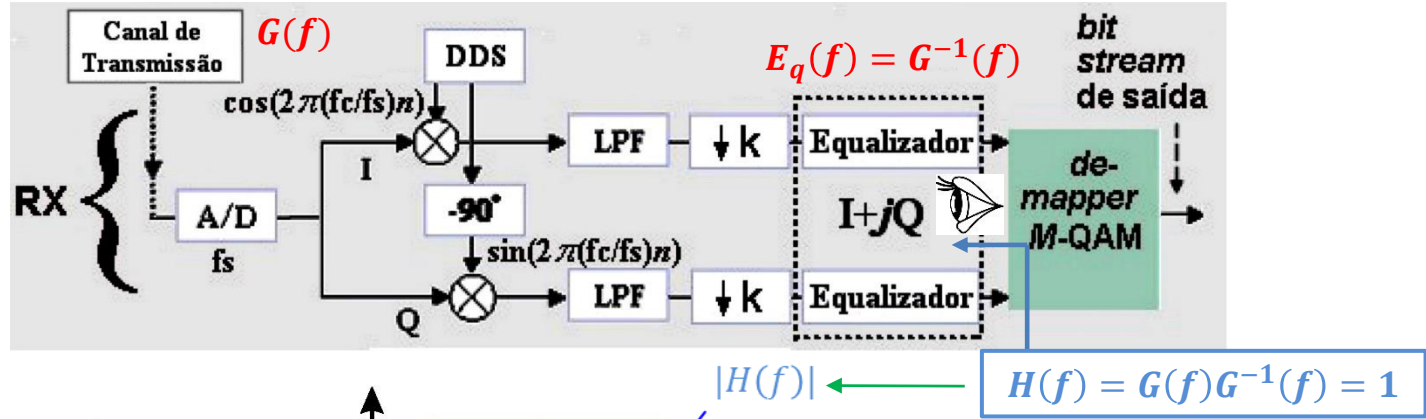 Canal de
Transmissão
G(f)
DDS
E_q(f) = G⁻¹(f)
bit
stream
de saída
cos(2π(fc/fs)n)
I
LPF
↓k
Equalizador
RX
{
A/D
fs
-90°
I+jQ
de-
mapper
M-QAM
sin(2π(fc/fs)n)
Q
LPF
↓k
Equalizador
|H(f)|
H(f) = G(f)G⁻¹(f) = 1